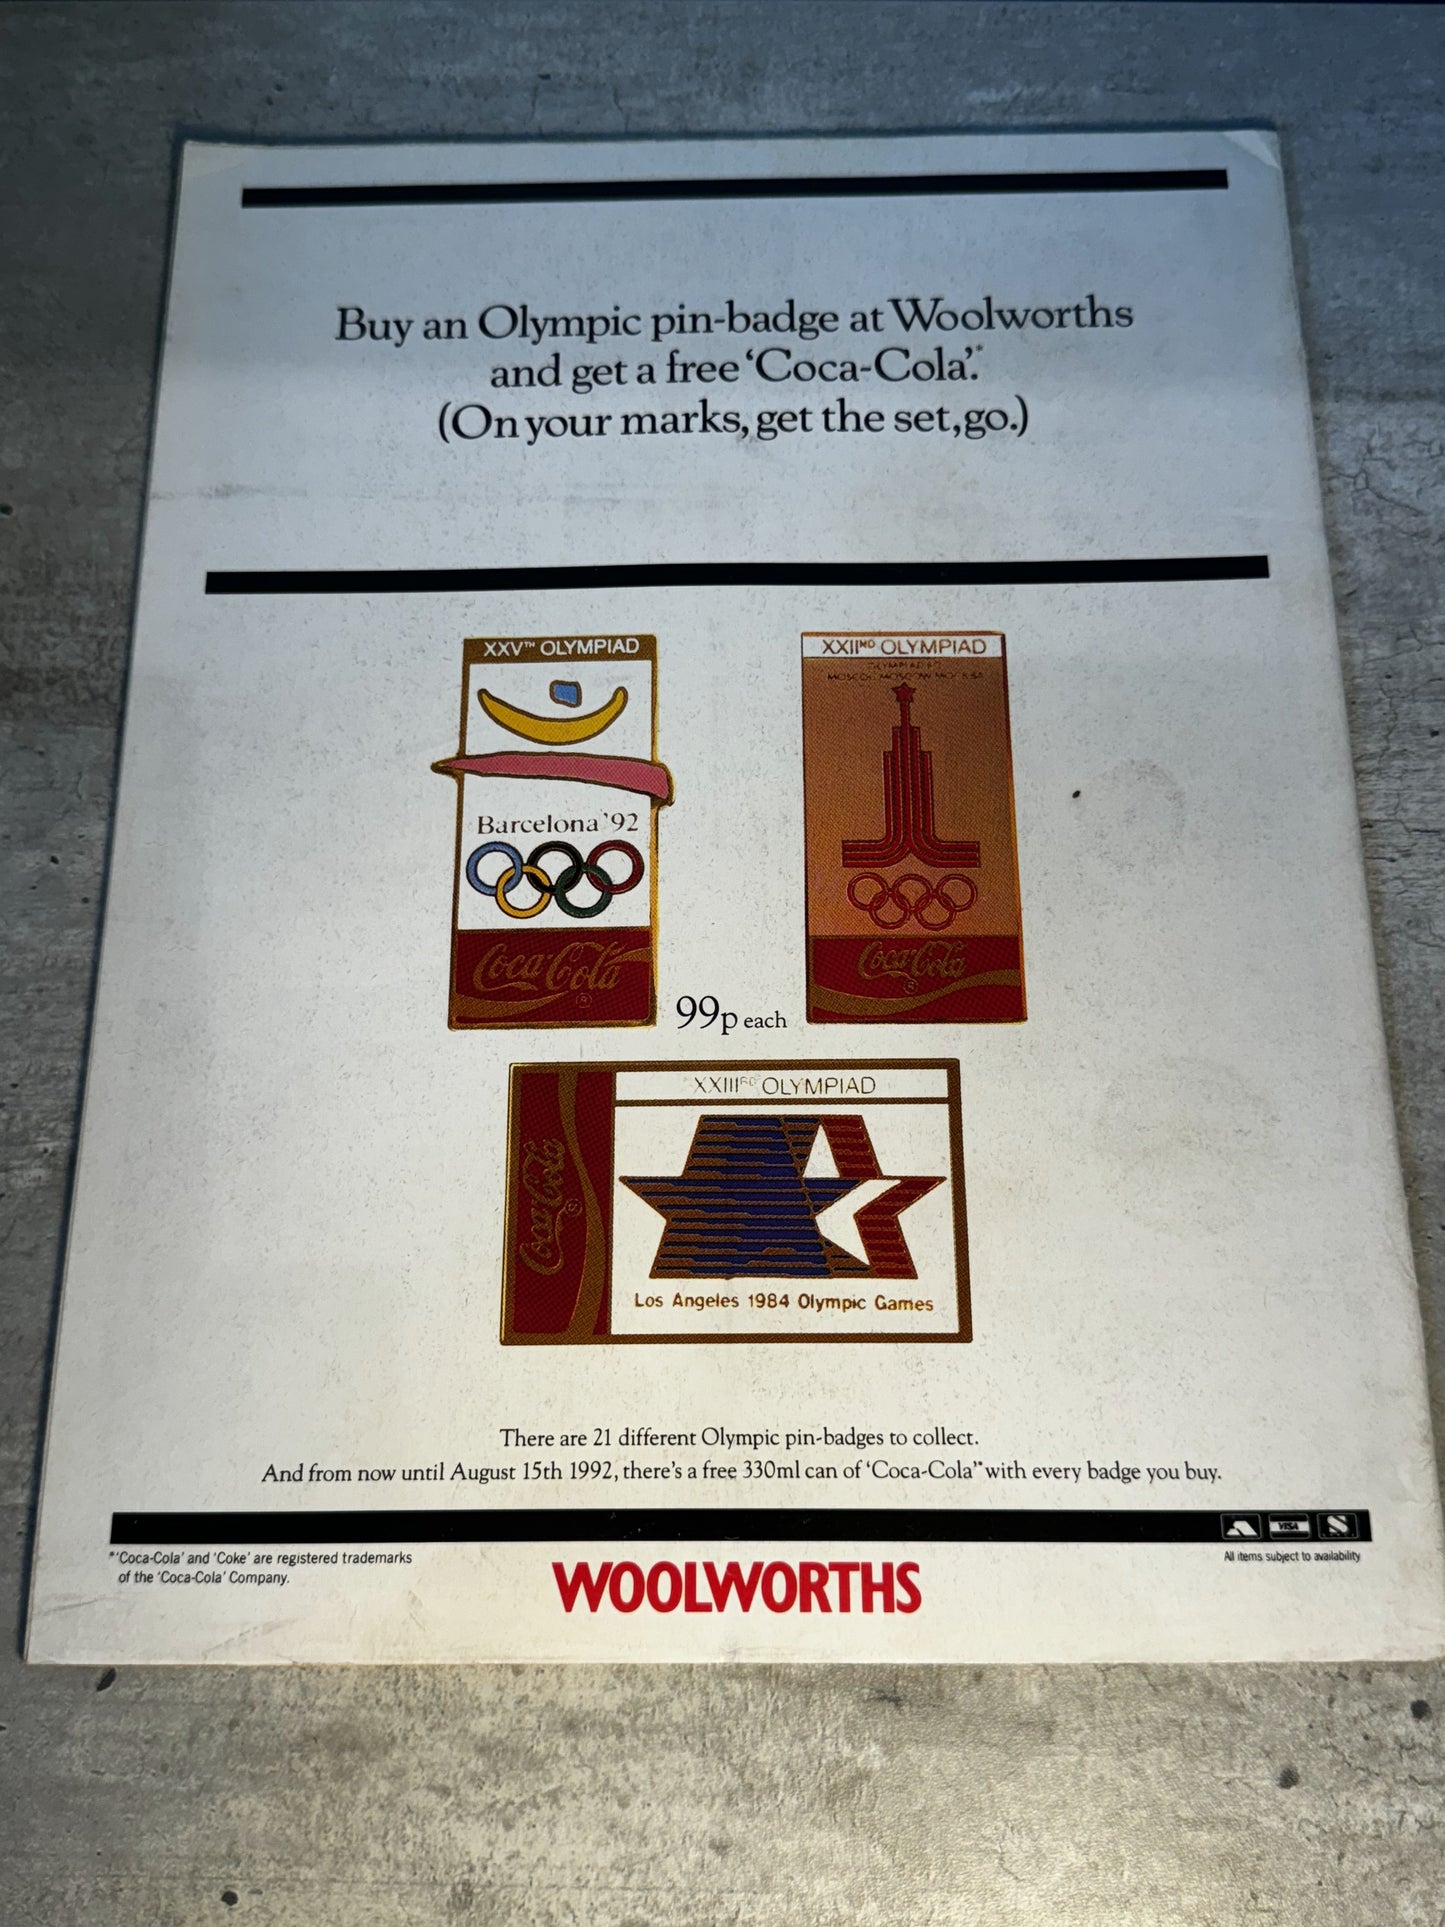 Buy an Olympic pin-badge at Woolworths
and get a free ‘Coca-Cola’.*
(On your marks, get the set, go.)
XXVTH OLYMPIAD
Barcelona ’92
Coca-Cola
®
XXIIND OLYMPIAD
MOSCOW
Coca-Cola
®
99p each
XXIIIRD OLYMPIAD
Coca-Cola
®
Los Angeles 1984 Olympic Games
There are 21 different Olympic pin-badges to collect.
And from now until August 15th 1992, there’s a free 330ml can of ‘Coca-Cola’* with every badge you buy.
VISA
*‘Coca-Cola’ and ‘Coke’ are registered trademarks
of the ‘Coca-Cola’ Company.
WOOLWORTHS
All items subject to availability